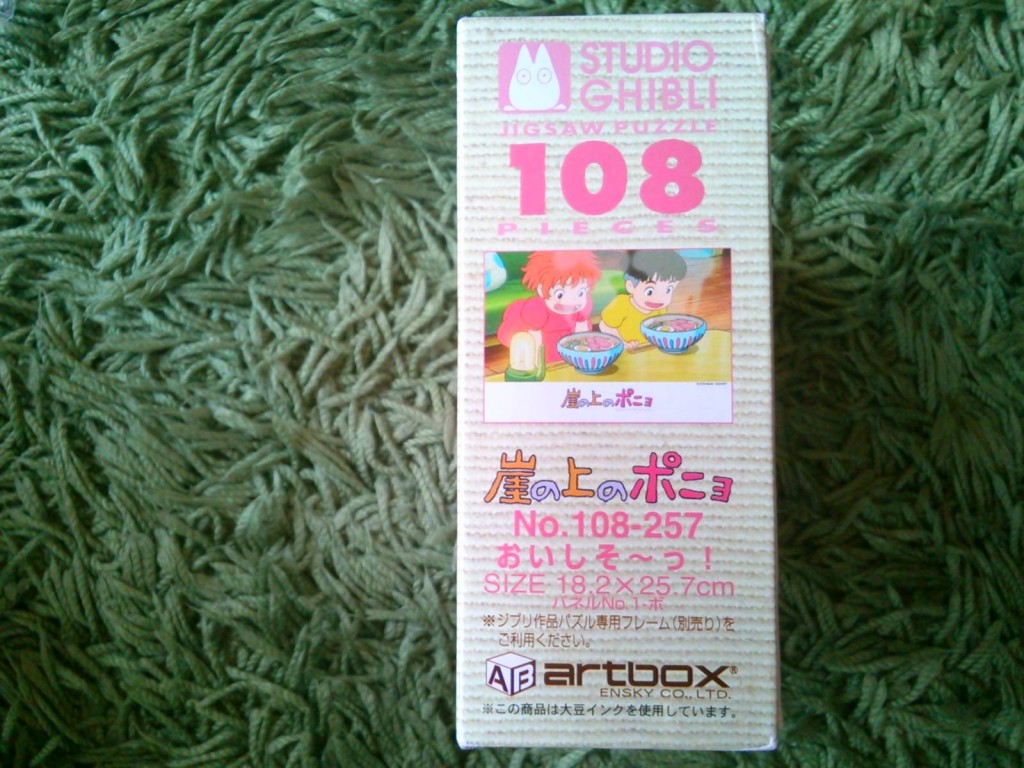 STUDIO
GHIBLI
JIGSAW PUZZLE
108
PIECES
崖の上のポニョ
崖の上のポニョ
No.108-257
おいしそ〜っ!
SIZE 18.2×25.7cm
パネルNo.1-ボ
※ジブリ作品パズル専用フレーム(別売り)を
ご利用ください。
AB artbox®
ENSKY CO., LTD.
※この商品は大豆インクを使用しています。